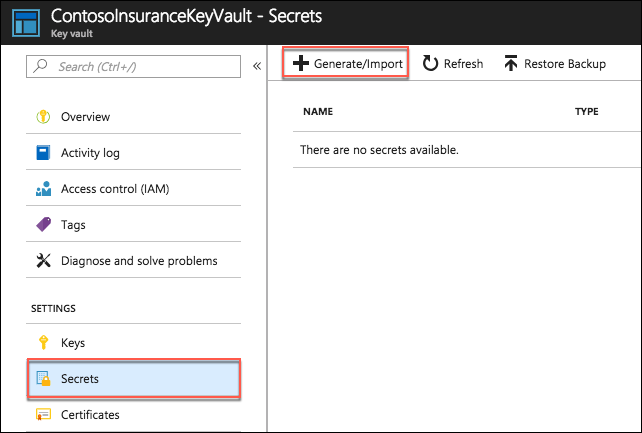 ContosoInsuranceKeyVault - Secrets
Key vault
Search (Ctrl+/)
«
Overview
Activity log
Access control (IAM)
Tags
Diagnose and solve problems
SETTINGS
Keys
Secrets
Certificates
Generate/Import Refresh Restore Backup
NAME TYPE
There are no secrets available.